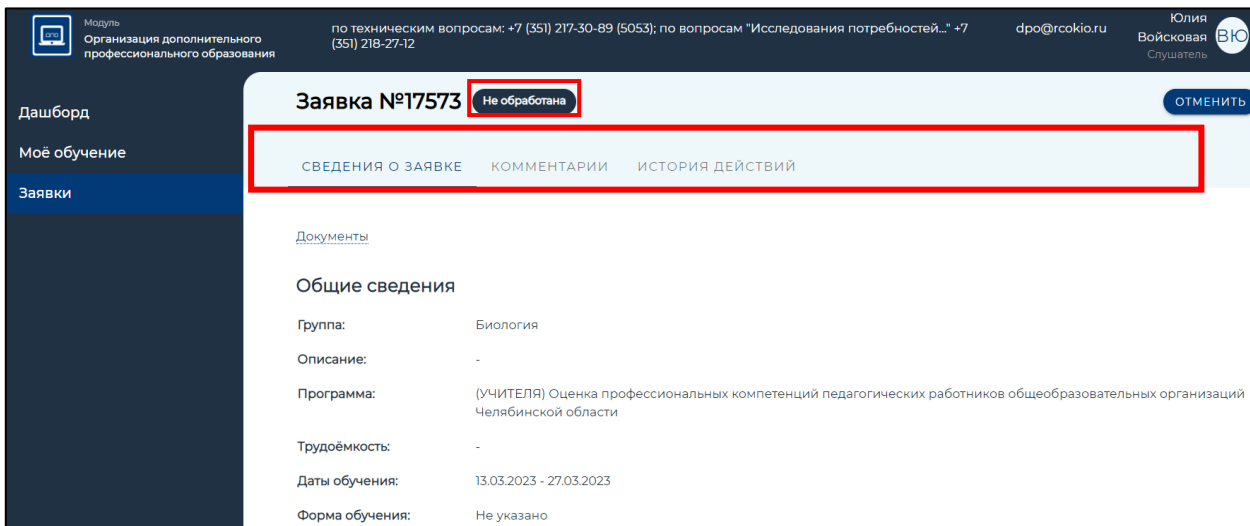 Модуль
Организация дополнительного
профессионального образования
по техническим вопросам: +7 (351) 217-30-89 (5053); по вопросам "Исследования потребностей..." +7
(351) 218-27-12
dpo@rcokio.ru
Юлия
Войсковая
Слушатель
ВЮ
Дашборд
Моё обучение
Заявки
Заявка №17573
Не обработана
ОТМЕНИТЬ
СВЕДЕНИЯ О ЗАЯВКЕ КОММЕНТАРИИ ИСТОРИЯ ДЕЙСТВИЙ
Документы
Общие сведения
Группа: Биология
Описание: -
Программа: (УЧИТЕЛЯ) Оценка профессиональных компетенций педагогических работников общеобразовательных организаций
Челябинской области
Трудоёмкость: -
Даты обучения: 13.03.2023 - 27.03.2023
Форма обучения: Не указано